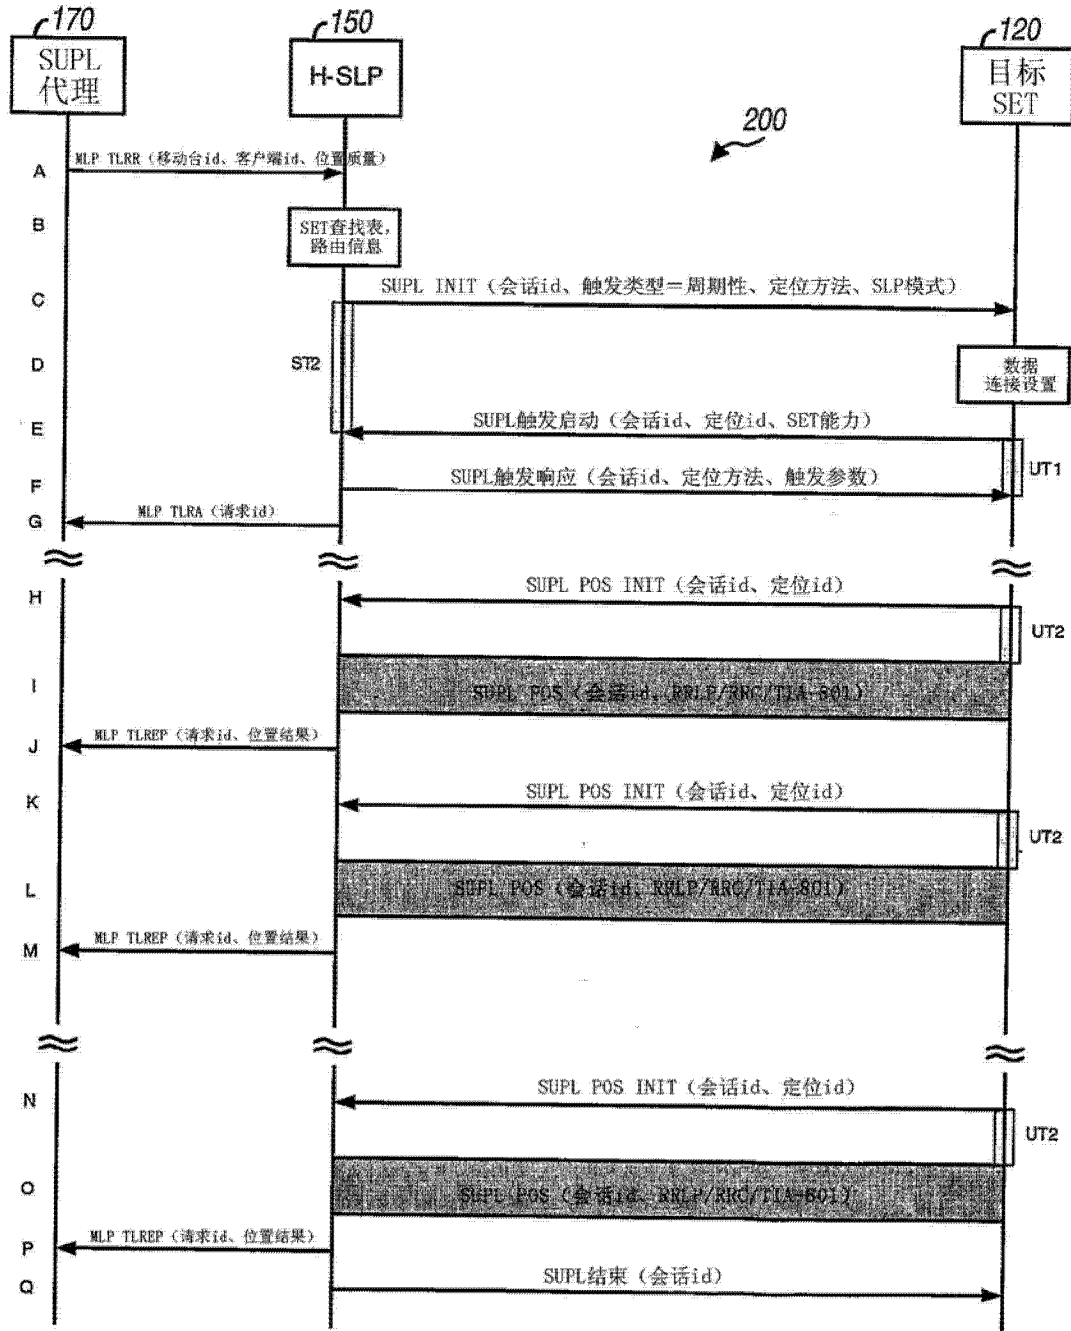 170
150
120
SUPL
代理
H-SLP
目标
SET
200
A
MLP TLRR（移动台id、客户端id、位置质量）
B
SET查找表，
路由信息
C
SUPL INIT（会话id、触发类型＝周期性、定位方法、SLP模式）
D
ST2
数据
连接设置
E
SUPL触发启动（会话id、定位id、SET能力）
UT1
F
SUPL触发响应（会话id、定位方法、触发参数）
G
MLP TLRA（请求id）
H
SUPL POS INIT（会话id、定位id）
UT2
I
SUPL POS（会话id、RRLP/RRC/TIA-801）
J
MLP TLREP（请求id、位置结果）
K
SUPL POS INIT（会话id、定位id）
UT2
L
SUPL POS（会话id、RRLP/RRC/TIA-801）
M
MLP TLREP（请求id、位置结果）
N
SUPL POS INIT（会话id、定位id）
UT2
O
SUPL POS（会话id、RRLP/RRC/TIA-801）
P
MLP TLREP（请求id、位置结果）
Q
SUPL结束（会话id）